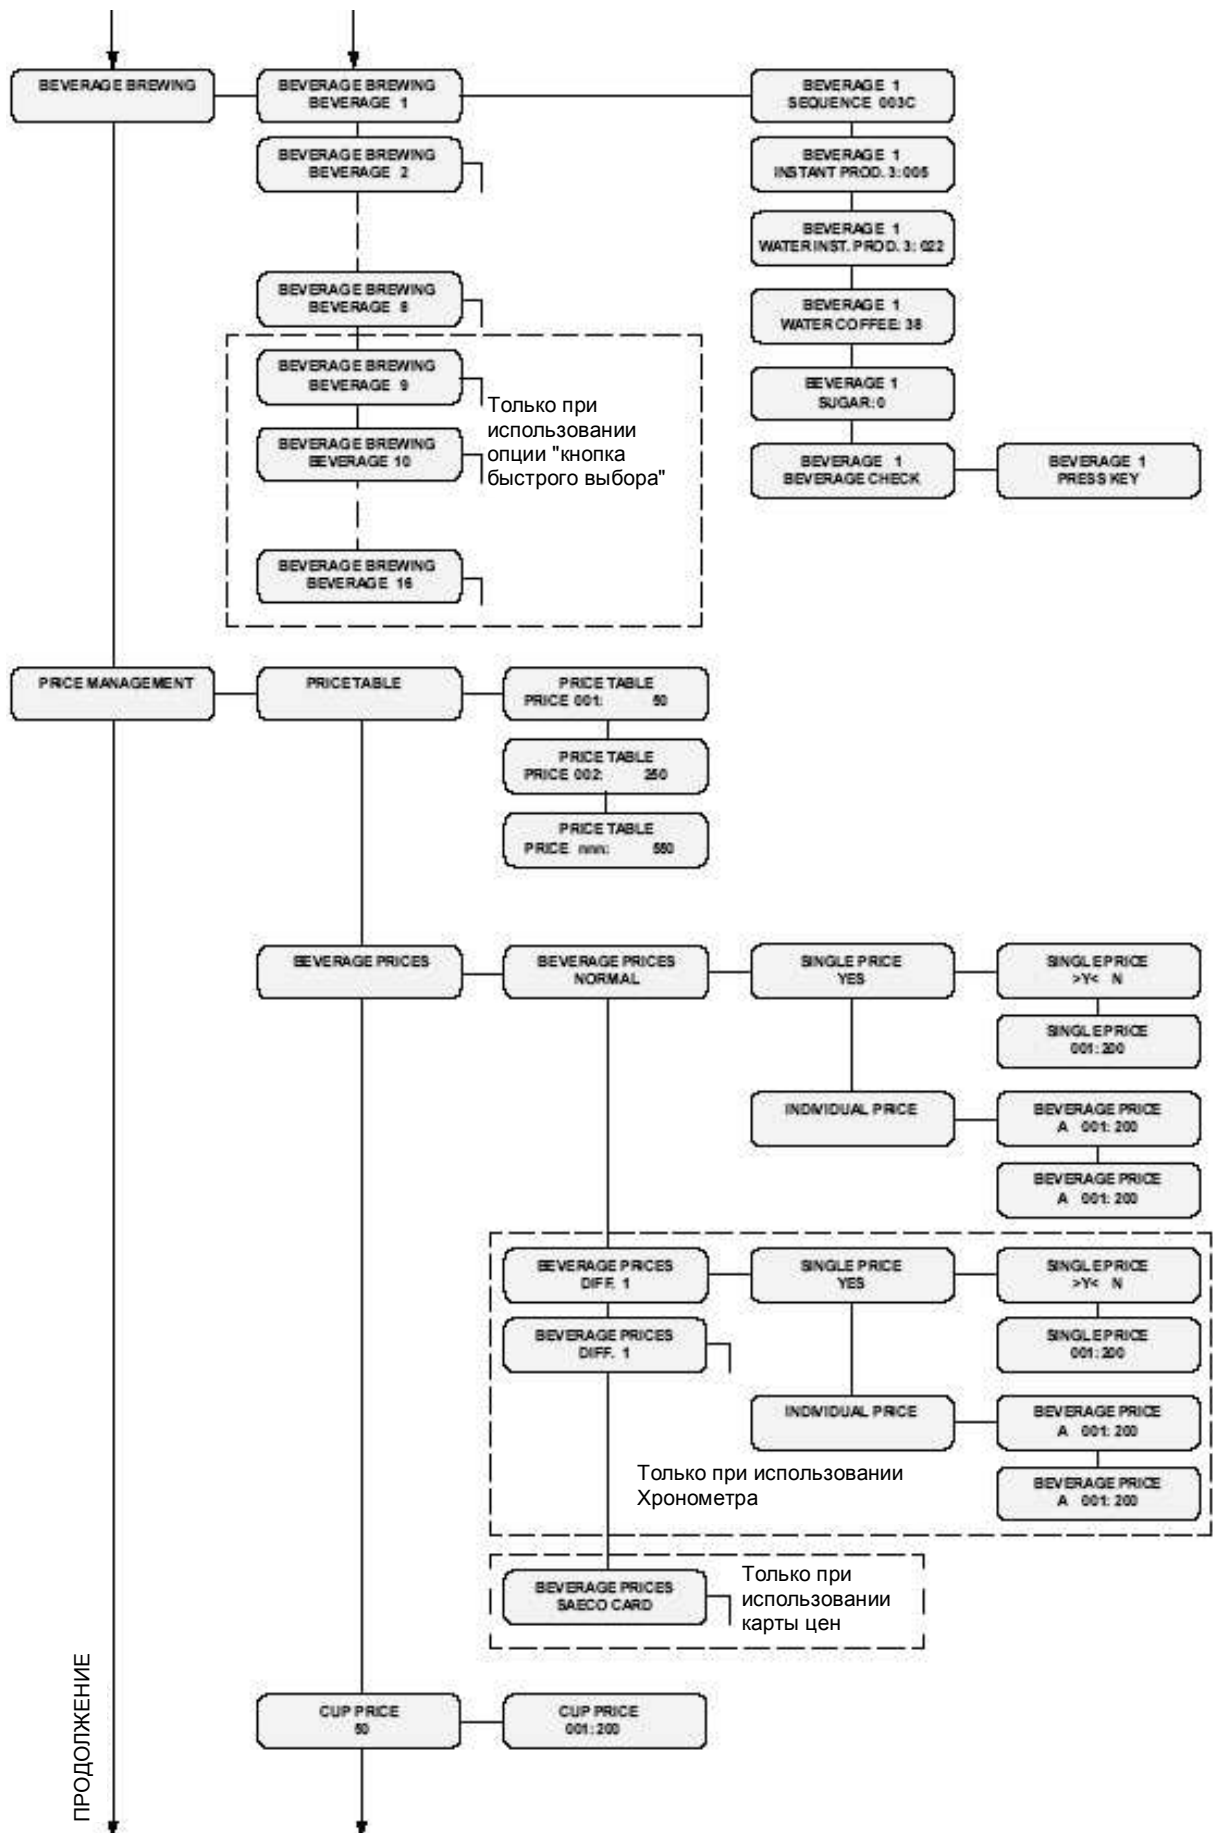 BEVERAGE BREWING
BEVERAGE BREWING
BEVERAGE 1
BEVERAGE 1
SEQUENCE 003C
BEVERAGE BREWING
BEVERAGE 2
BEVERAGE 1
INSTANT PROD. 3: 005
BEVERAGE 1
WATER INST. PROD. 3: 022
BEVERAGE BREWING
BEVERAGE 8
BEVERAGE 1
WATER COFFEE: 38
BEVERAGE BREWING
BEVERAGE 9
BEVERAGE 1
SUGAR: 0
Только при
использовании
опции "кнопка
быстрого выбора"
BEVERAGE BREWING
BEVERAGE 10
BEVERAGE 1
BEVERAGE CHECK
BEVERAGE 1
PRESS KEY
BEVERAGE BREWING
BEVERAGE 16
PRICE MANAGEMENT
PRICE TABLE
PRICE TABLE
PRICE 001: 50
PRICE TABLE
PRICE 002: 250
PRICE TABLE
PRICE nnn: 550
BEVERAGE PRICES
BEVERAGE PRICES
NORMAL
SINGLE PRICE
YES
SINGLE PRICE
>Y< N
SINGLE PRICE
001: 200
INDIVIDUAL PRICE
BEVERAGE PRICE
A 001: 200
BEVERAGE PRICE
A 001: 200
BEVERAGE PRICES
DIFF. 1
SINGLE PRICE
YES
SINGLE PRICE
>Y< N
BEVERAGE PRICES
DIFF. 1
SINGLE PRICE
001: 200
INDIVIDUAL PRICE
BEVERAGE PRICE
A 001: 200
Только при использовании
Хронометра
BEVERAGE PRICE
A 001: 200
BEVERAGE PRICES
SAECO CARD
Только при
использовании
карты цен
CUP PRICE
50
CUP PRICE
001: 200
ПРОДОЛЖЕНИЕ